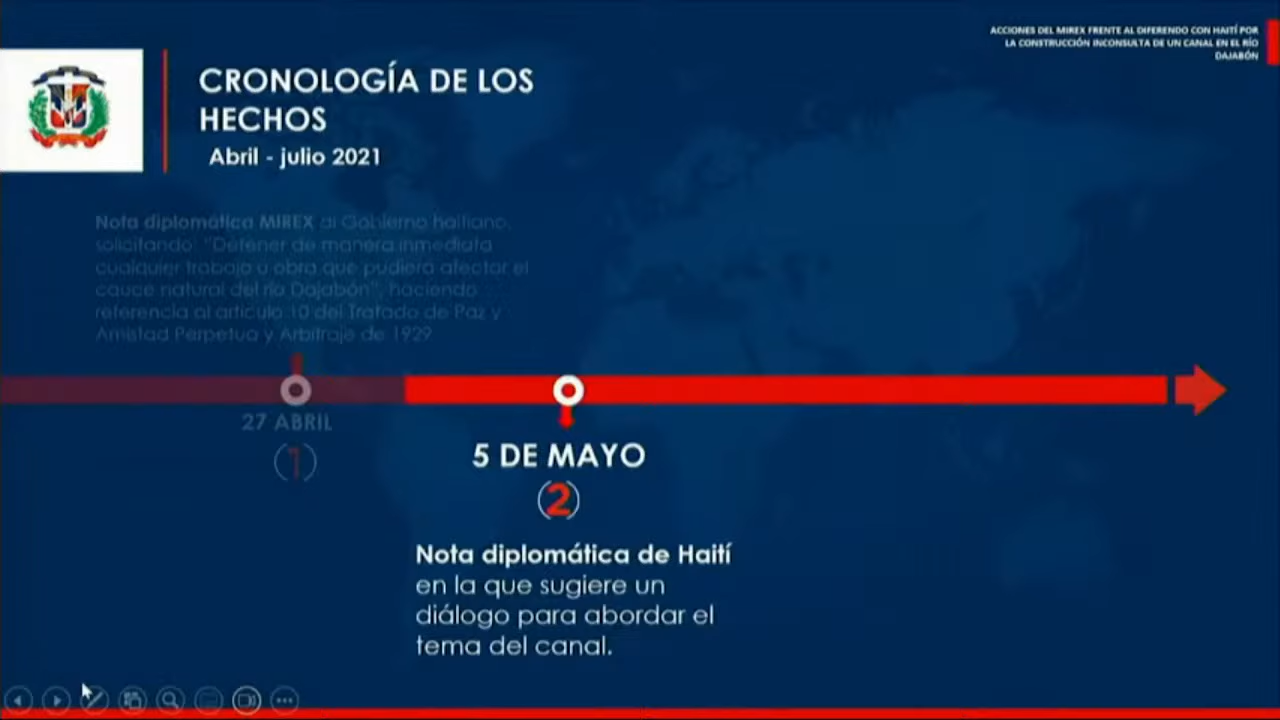 ACCIONES DEL MIREX FRENTE AL DIFERENDO CON HAITÍ POR
LA CONSTRUCCIÓN INCONSULTA DE UN CANAL EN EL RÍO
DAJABÓN
CRONOLOGÍA DE LOS
HECHOS
Abril - julio 2021
Nota diplomática MIREX al Gobierno haitiano,
solicitando: “Detener de manera inmediata
cualquier trabajo u obra que pudiera afectar el
cauce natural del río Dajabón”, haciendo
referencia al artículo 10 del Tratado de Paz y
Amistad Perpetua y Arbitraje de 1929
27 ABRIL
(1)
5 DE MAYO
(2)
Nota diplomática de Haití
en la que sugiere un
diálogo para abordar el
tema del canal.